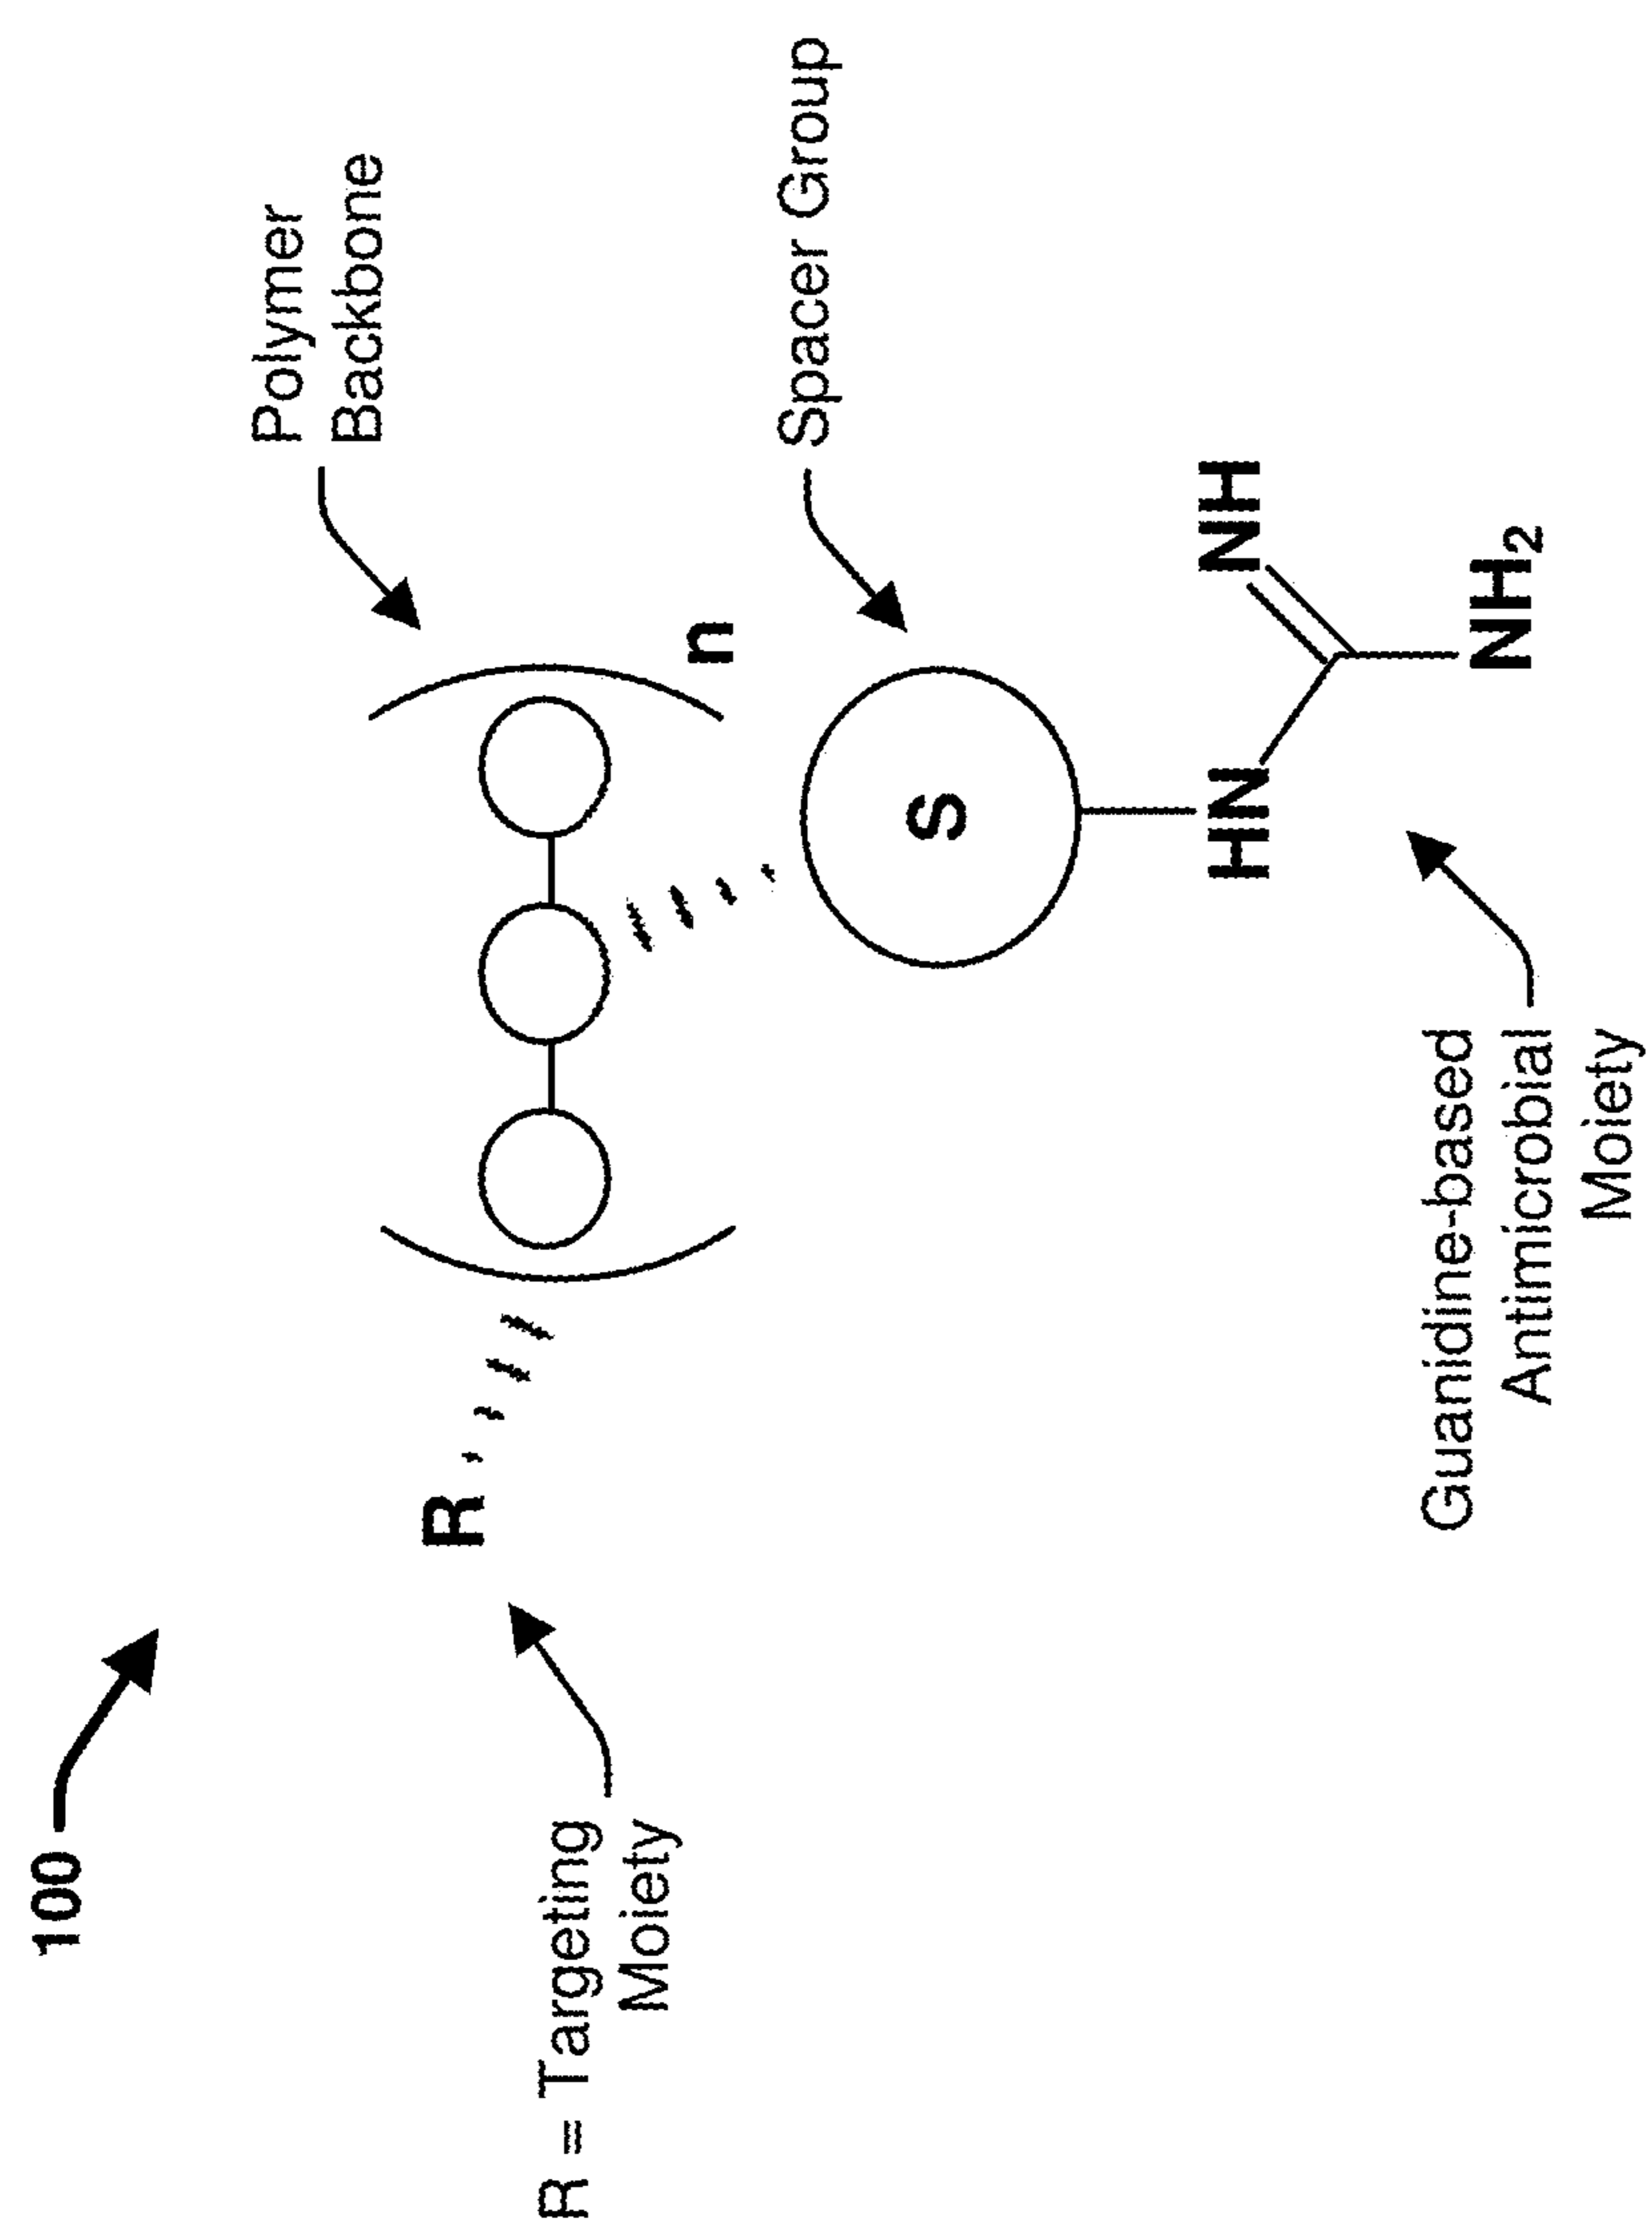 100
Polymer
Backbone
R
n
R = Targeting
Moiety
Spacer Group
S
HN
NH
NH₂
Guanidine-based
Antimicrobial
Moiety